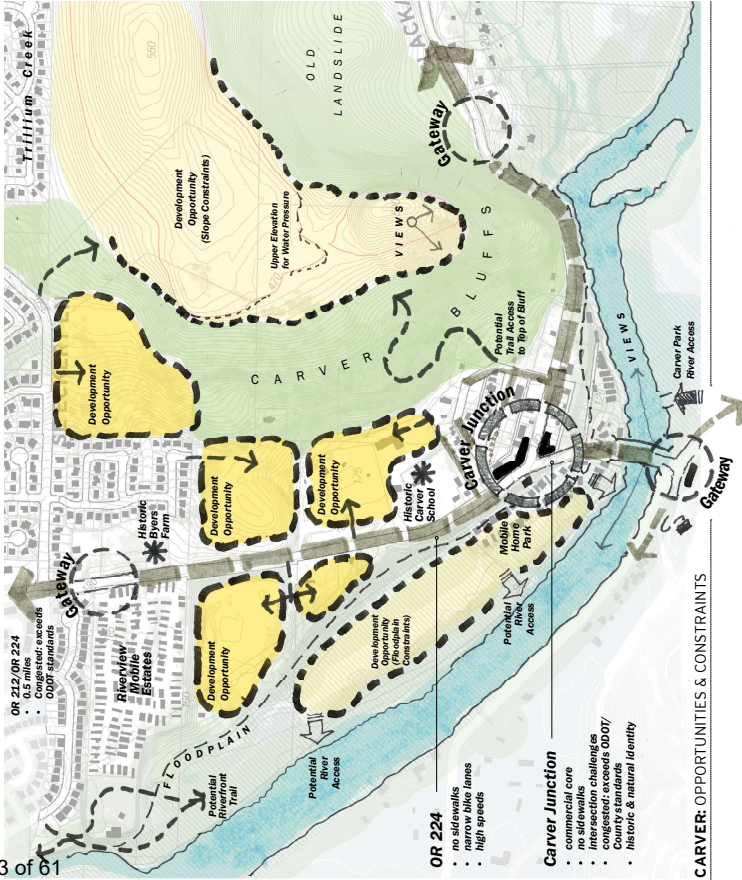 Trillium Creek
550
OLD
LANDSLIDE
Gateway
Development
Opportunity
(Slope Constraints)
Upper Elevation
for Water Pressure
420
VIEWS
CARVER BLUFFS
Potential
Trail Access
to Top of Bluff
Development
Opportunity
Development
Opportunity
Development
Opportunity
175
Historic
Carver
School
Carver Junction
VIEWS
Carver Park
River Access
Gateway
Historic
Byers
Farm
Gateway
OR 212/OR 224
• 0.5 miles
• Congested: exceeds
ODOT standards
Riverview
Mobile
Estates
Development
Opportunity
Development
Opportunity
(Floodplain
Constraints)
Mobile
Home
Park
Potential
River
Access
Potential
River
Access
FLOODPLAIN
Potential
Riverfront
Trail
OR 224
• no sidewalks
• narrow bike lanes
• high speeds
Carver Junction
• commercial core
• no sidewalks
• intersection challenges
• congested: exceeds ODOT/
County standards
• historic & natural identity
CARVER: OPPORTUNITIES & CONSTRAINTS
3 of 61